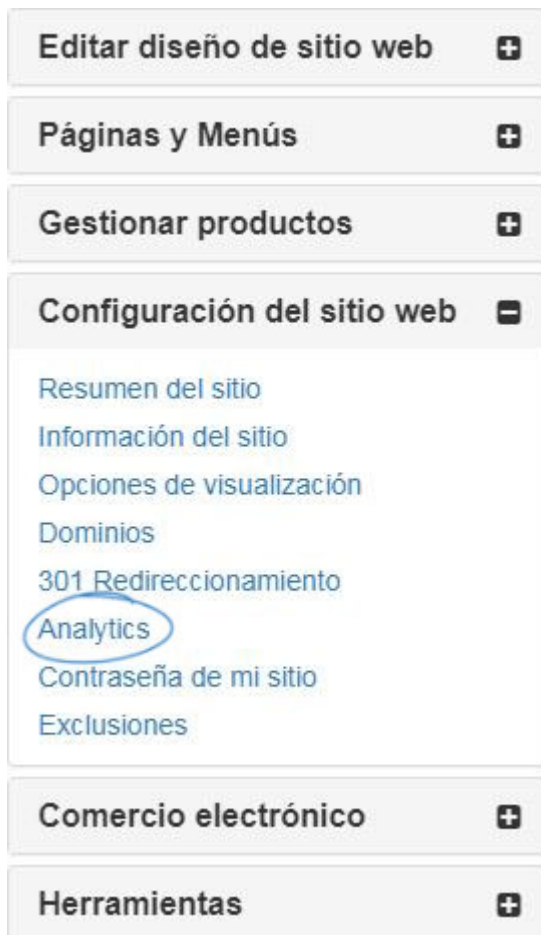 Editar diseño de sitio web
Páginas y Menús
Gestionar productos
Configuración del sitio web
Resumen del sitio
Información del sitio
Opciones de visualización
Dominios
301 Redireccionamiento
Analytics
Contraseña de mi sitio
Exclusiones
Comercio electrónico
Herramientas